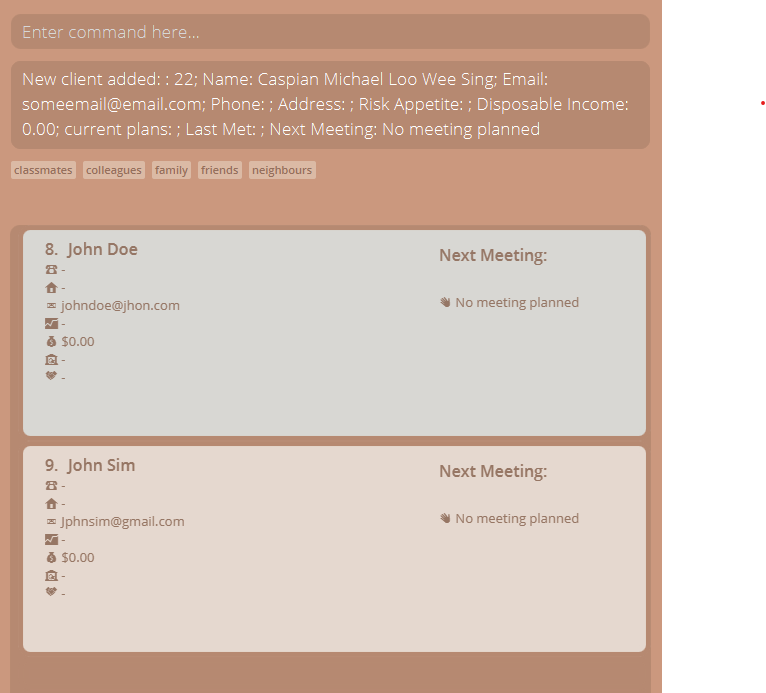 Enter command here...
New client added: : 22; Name: Caspian Michael Loo Wee Sing; Email:
someemail@email.com; Phone: ; Address: ; Risk Appetite: ; Disposable Income:
0.00; current plans: ; Last Met: ; Next Meeting: No meeting planned
classmates colleagues family friends neighbours
8. John Doe
-
-
johndoe@jhon.com
-
$0.00
-
-
Next Meeting:
No meeting planned
9. John Sim
-
-
Jphnsim@gmail.com
-
$0.00
-
-
Next Meeting:
No meeting planned